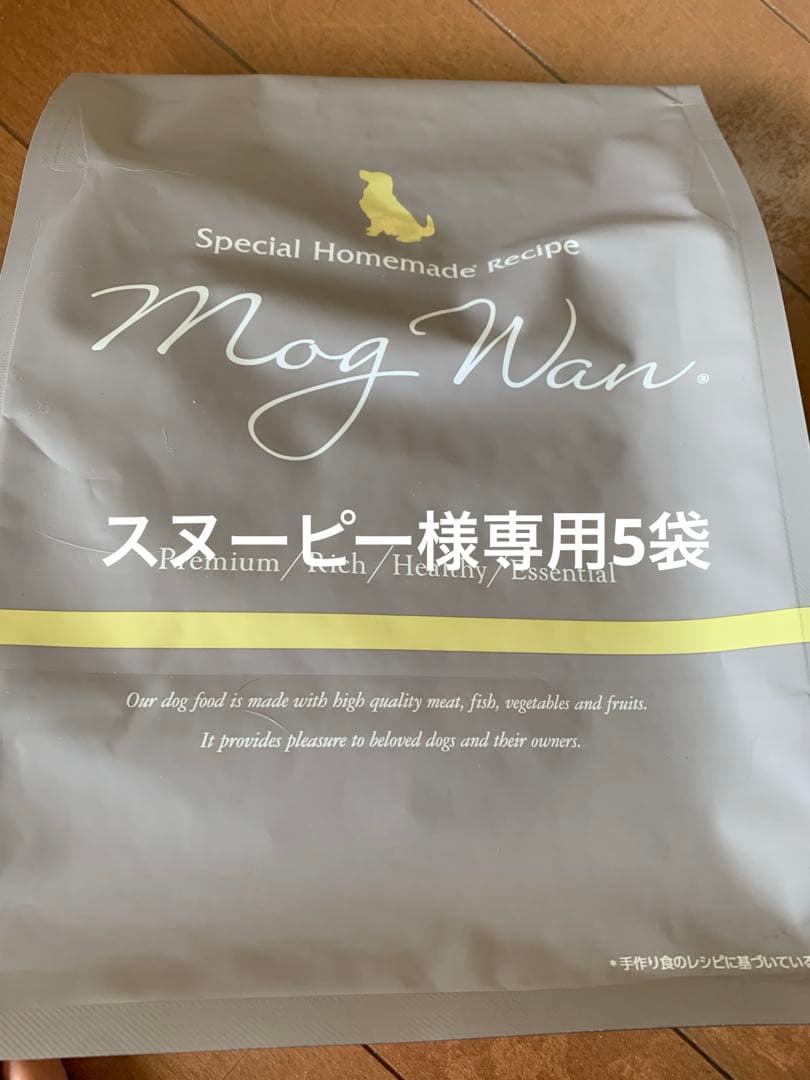 Special Homemade* Recipe
Mog Wan®
スヌーピー様専用5袋
Premium/Rich/Healthy/Essential
Our dog food is made with high quality meat, fish, vegetables and fruits.
It provides pleasure to beloved dogs and their owners.
*手作り食のレシピに基づいている